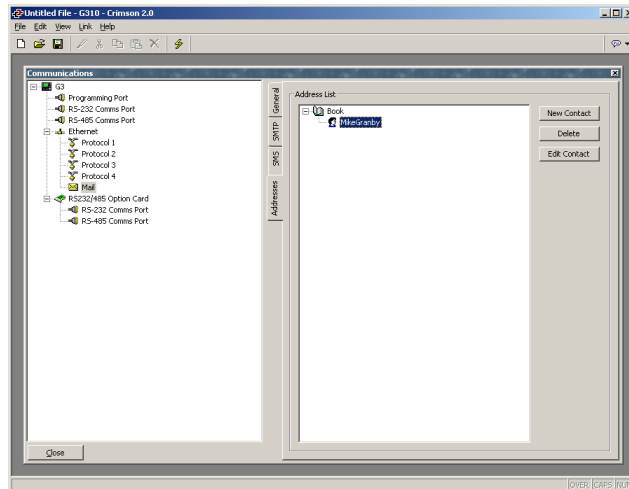 Untitled File - G310 - Crimson 2.0
File Edit View Link Help
Communications
G3
Programming Port
RS-232 Comms Port
RS-485 Comms Port
Ethernet
Protocol 1
Protocol 2
Protocol 3
Protocol 4
Mail
RS232/485 Option Card
RS-232 Comms Port
RS-485 Comms Port
General
SMTP
SMS
Addresses
Address List
Book
MikeGranby
New Contact
Delete
Edit Contact
Close
OVER CAPS NUM